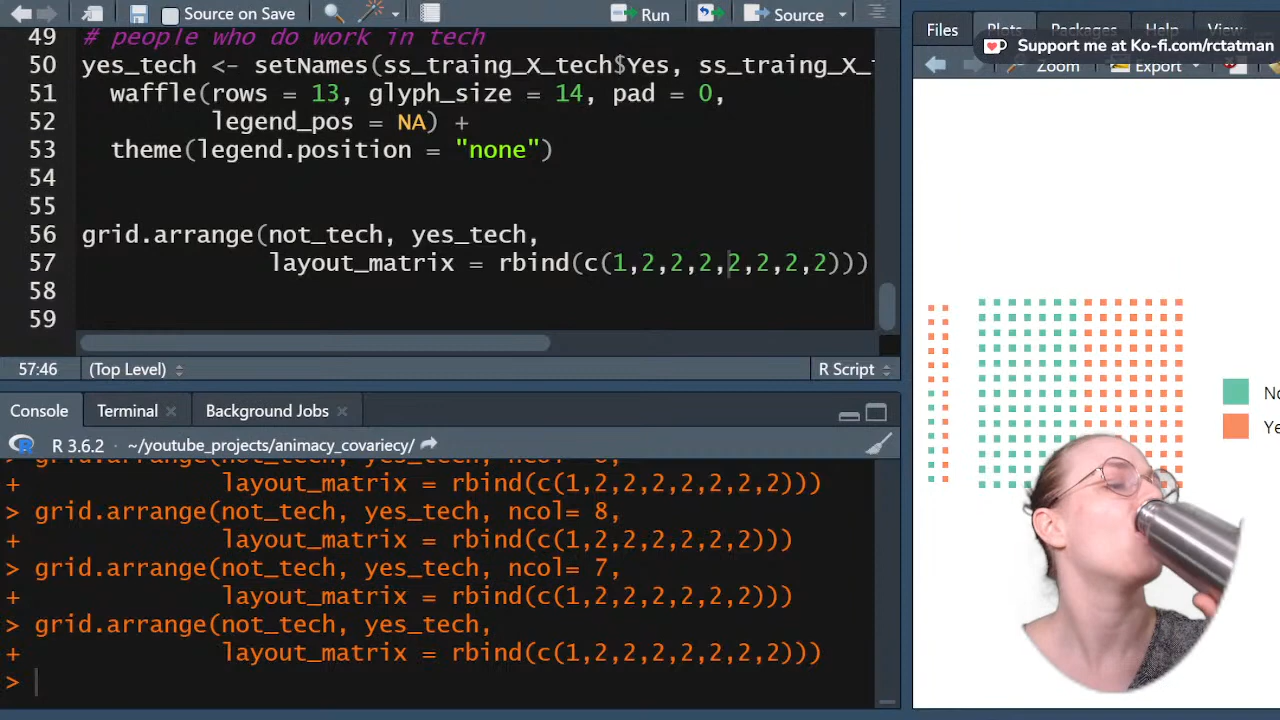 Source on Save
Run
Source
Files
Plots
Packages
Help
View
Support me at Ko-fi.com/rctatman
Zoom
Export
49 # people who do work in tech
50 yes_tech <- setNames(ss_traing_X_tech$Yes, ss_traing_X_
51 waffle(rows = 13, glyph_size = 14, pad = 0,
52 legend_pos = NA) +
53 theme(legend.position = "none")
54
55
56 grid.arrange(not_tech, yes_tech,
57 layout_matrix = rbind(c(1,2,2,2,2,2,2,2)))
58
59
57:46
(Top Level)
R Script
Console
Terminal
Background Jobs
R 3.6.2 · ~/youtube_projects/animacy_covariecy/
+ layout_matrix = rbind(c(1,2,2,2,2,2,2,2)))
> grid.arrange(not_tech, yes_tech, ncol= 8,
+ layout_matrix = rbind(c(1,2,2,2,2,2,2)))
> grid.arrange(not_tech, yes_tech, ncol= 7,
+ layout_matrix = rbind(c(1,2,2,2,2,2,2)))
> grid.arrange(not_tech, yes_tech,
+ layout_matrix = rbind(c(1,2,2,2,2,2,2,2)))
>